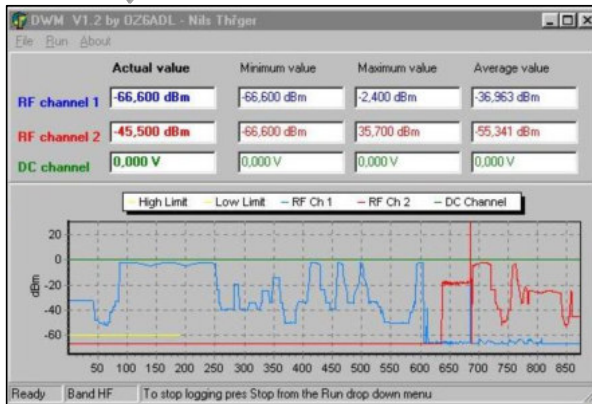 DWM V1.2 by OZ6ADL - Nils Thřger
File Run About
Actual value Minimum value Maximum value Average value
RF channel 1 -66,600 dBm -66,600 dBm -2,400 dBm -36,963 dBm
RF channel 2 -45,500 dBm -66,600 dBm 35,700 dBm -55,341 dBm
DC channel 0,000 V 0,000 V 0,000 V 0,000 V
High Limit Low Limit RF Ch 1 RF Ch 2 DC Channel
20
0
-20
-40
-60
dBm
50 100 150 200 250 300 350 400 450 500 550 600 650 700 750 800 850
Ready Band HF To stop logging pres Stop from the Run drop down menu